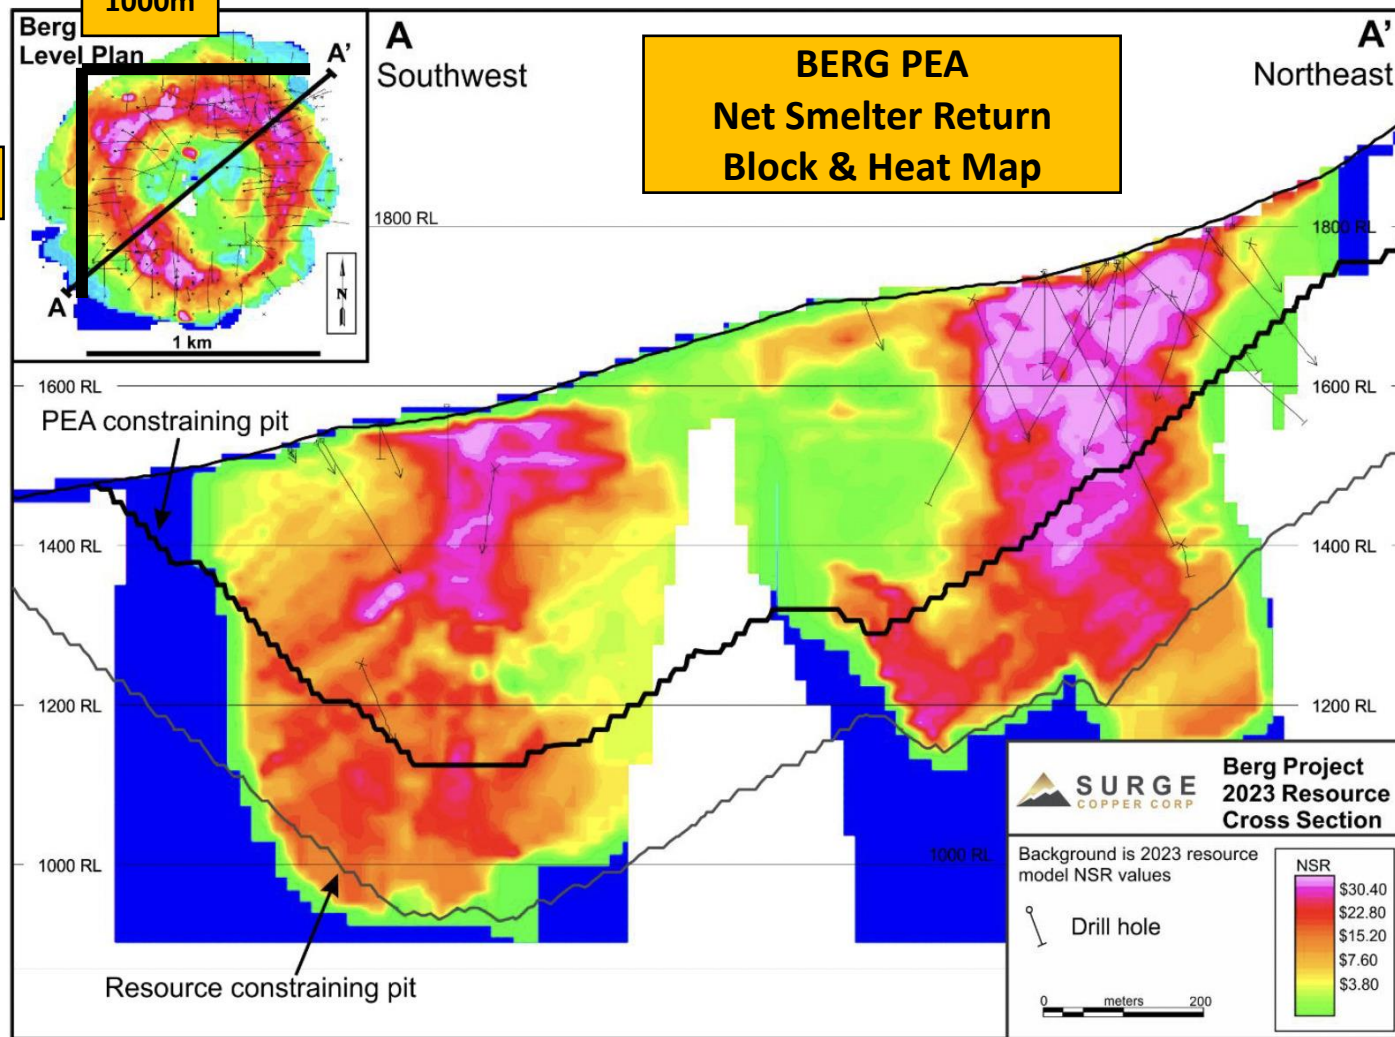 1000m
Berg
Level Plan
A'
A
N
1 km
A
Southwest
BERG PEA
Net Smelter Return
Block & Heat Map
A'
Northeast
1800 RL
1800 RL
1600 RL
1600 RL
PEA constraining pit
1400 RL
1400 RL
1200 RL
1200 RL
1000 RL
1000 RL
Resource constraining pit
SURGE
COPPER CORP
Berg Project
2023 Resource
Cross Section
Background is 2023 resource
model NSR values
Drill hole
0 meters 200
NSR
$30.40
$22.80
$15.20
$7.60
$3.80